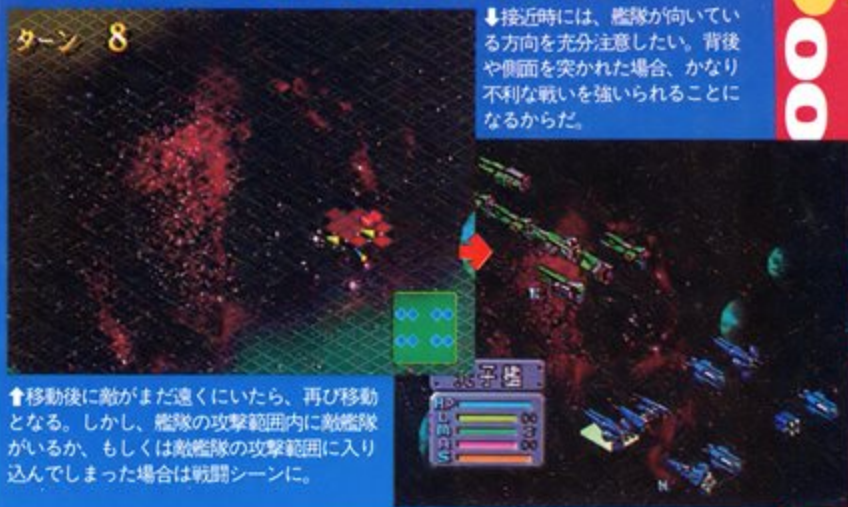 ターン 8
⬇接近時には、艦隊が向いてい
る方向を充分注意したい。背後
や側面を突かれた場合、かなり
不利な戦いを強いられることに
なるからだ。
00
⬆移動後に敵がまだ遠くにいたら、再び移動
となる。しかし、艦隊の攻撃範囲内に敵艦隊
がいるか、もしくは敵艦隊の攻撃範囲に入り
込んでしまった場合は戦闘シーンに。
HP
L
M
A
S
N